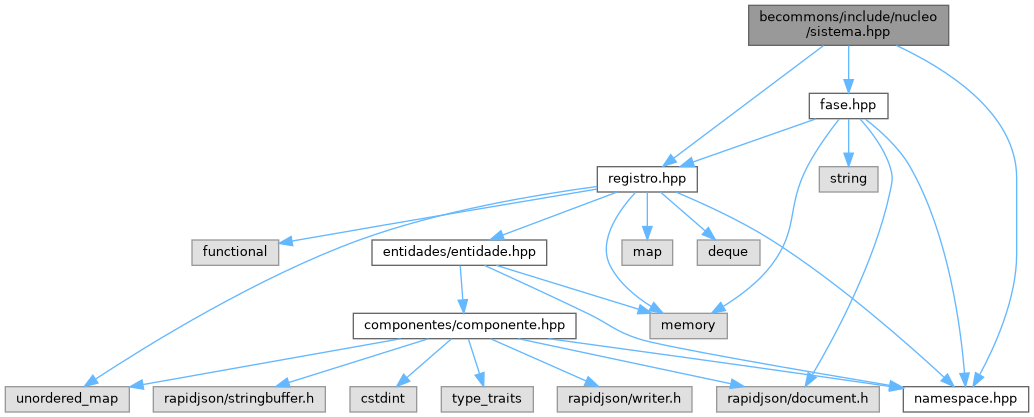 becommons/include/nucleo
/sistema.hpp
fase.hpp
registro.hpp
string
functional
entidades/entidade.hpp
map
deque
componentes/componente.hpp
memory
unordered_map
rapidjson/stringbuffer.h
cstdint
type_traits
rapidjson/writer.h
rapidjson/document.h
namespace.hpp